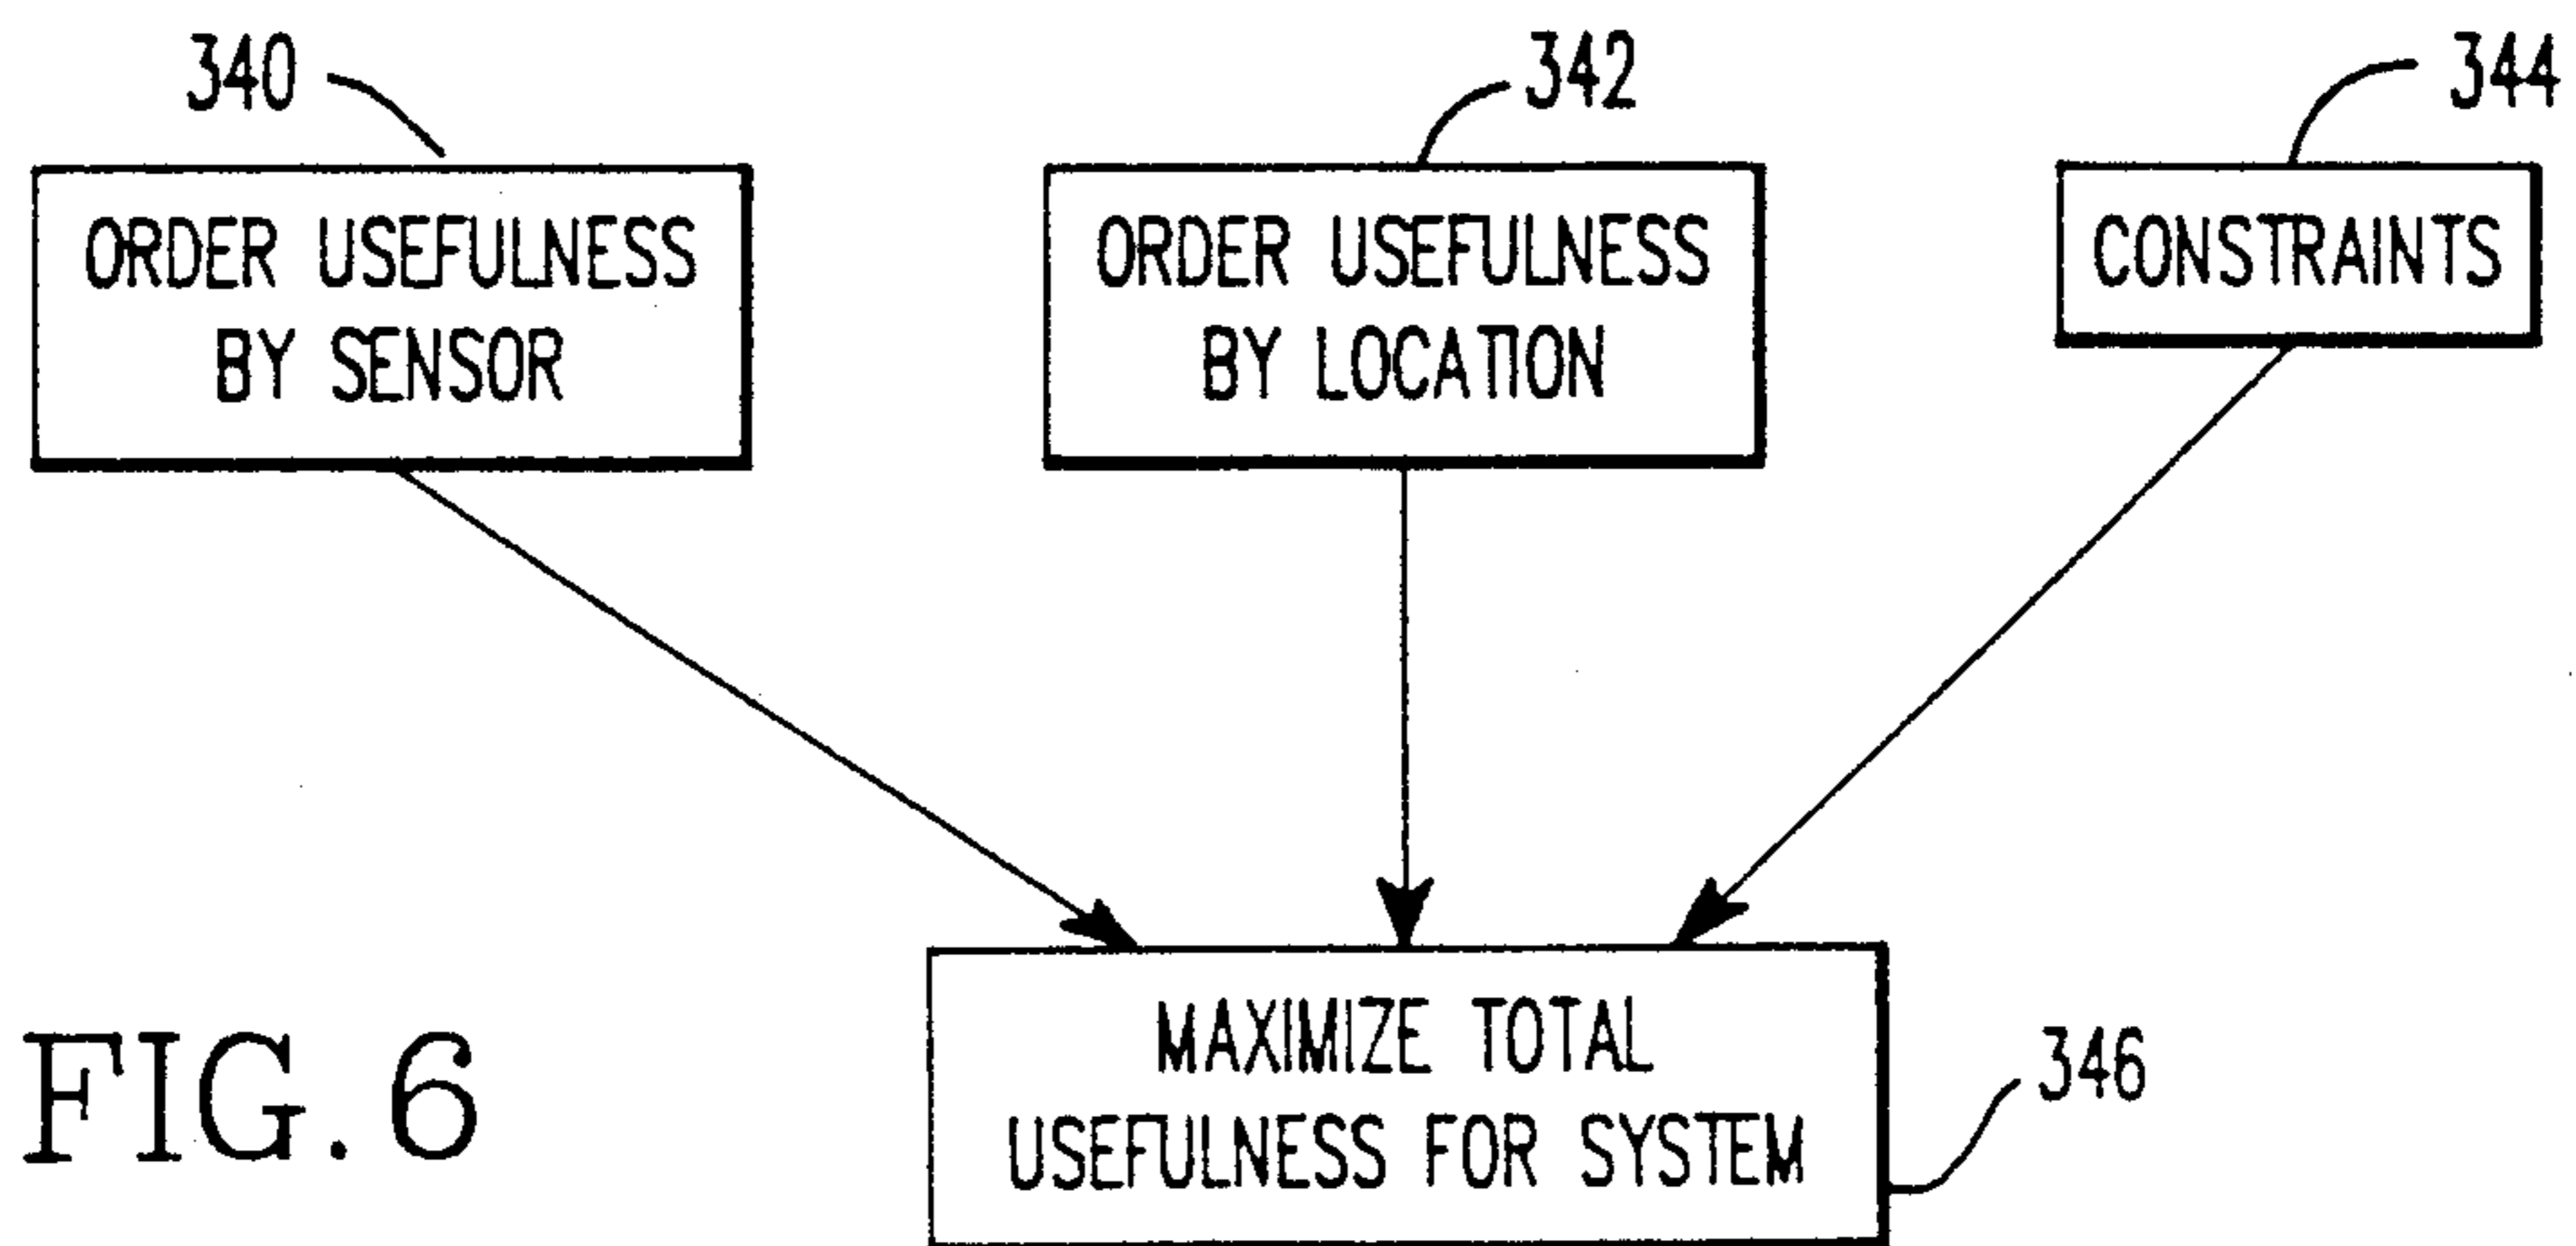 340
342
344
ORDER USEFULNESS
BY SENSOR
ORDER USEFULNESS
BY LOCATION
CONSTRAINTS
MAXIMIZE TOTAL
USEFULNESS FOR SYSTEM
346
FIG. 6